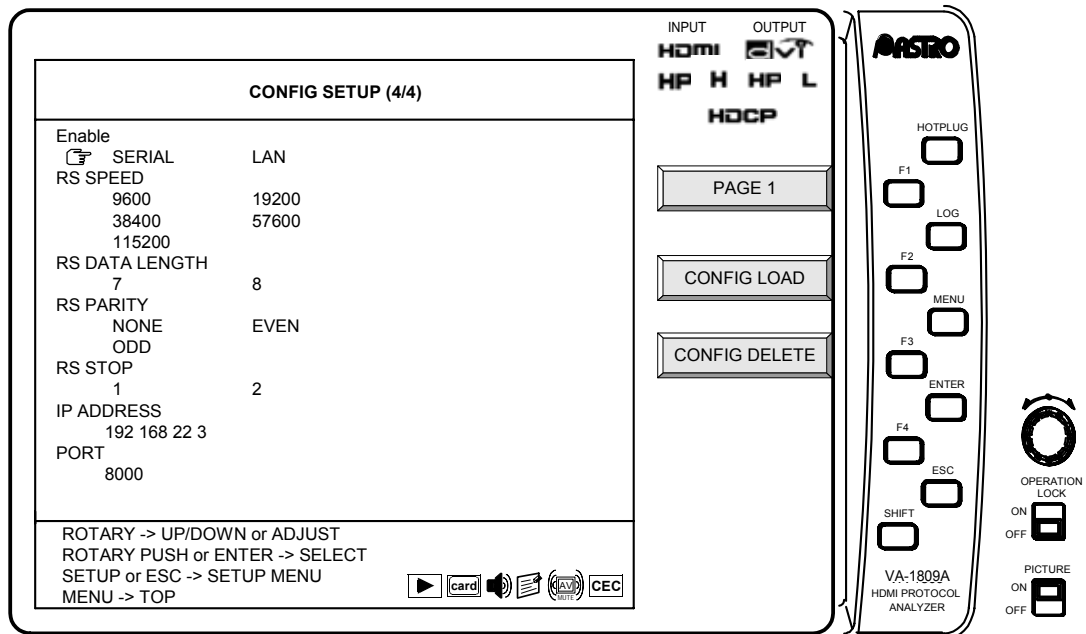 CONFIG SETUP (4/4)
Enable
SERIAL LAN
RS SPEED
9600 19200
38400 57600
115200
RS DATA LENGTH
7 8
RS PARITY
NONE EVEN
ODD
RS STOP
1 2
IP ADDRESS
192 168 22 3
PORT
8000
ROTARY -> UP/DOWN or ADJUST
ROTARY PUSH or ENTER -> SELECT
SETUP or ESC -> SETUP MENU
MENU -> TOP
card
AV
MUTE
CEC
INPUT OUTPUT
HDMI DVI
HP H HP L
HDCP
PAGE 1
CONFIG LOAD
CONFIG DELETE
ASTRO
HOTPLUG
F1
LOG
F2
MENU
F3
ENTER
F4
ESC
SHIFT
VA-1809A
HDMI PROTOCOL
ANALYZER
OPERATION
LOCK
ON
OFF
PICTURE
ON
OFF